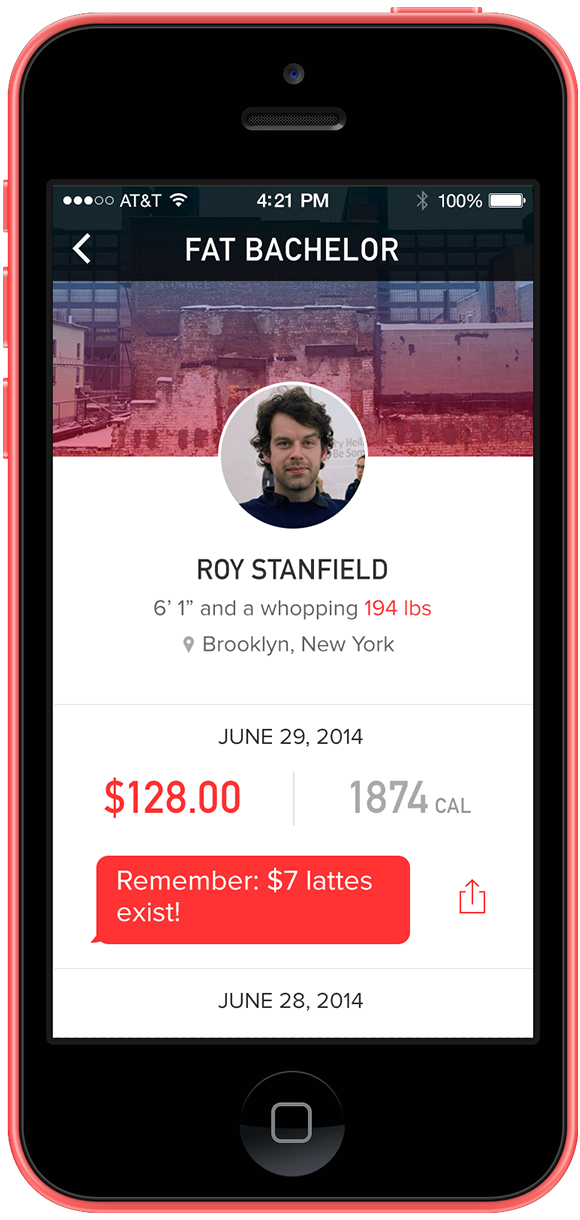 AT&T 4:21 PM 100%
FAT BACHELOR
ROY STANFIELD
6’ 1” and a whopping 194 lbs
Brooklyn, New York
JUNE 29, 2014
$128.00 1874 CAL
Remember: $7 lattes
exist!
JUNE 28, 2014